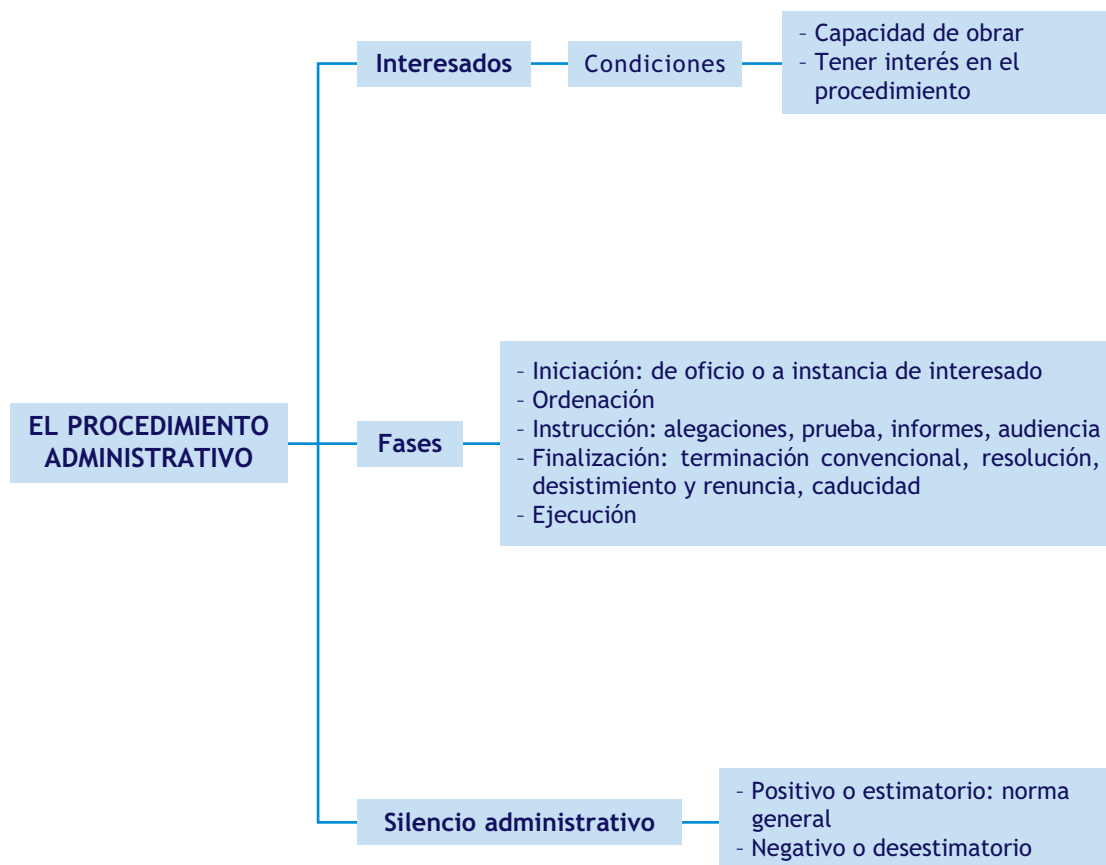 Interesados
Condiciones
- Capacidad de obrar
- Tener interés en el
procedimiento
EL PROCEDIMIENTO
ADMINISTRATIVO
Fases
- Iniciación: de oficio o a instancia de interesado
- Ordenación
- Instrucción: alegaciones, prueba, informes, audiencia
- Finalización: terminación convencional, resolución,
desistimiento y renuncia, caducidad
- Ejecución
Silencio administrativo
- Positivo o estimatorio: norma
general
- Negativo o desestimatorio